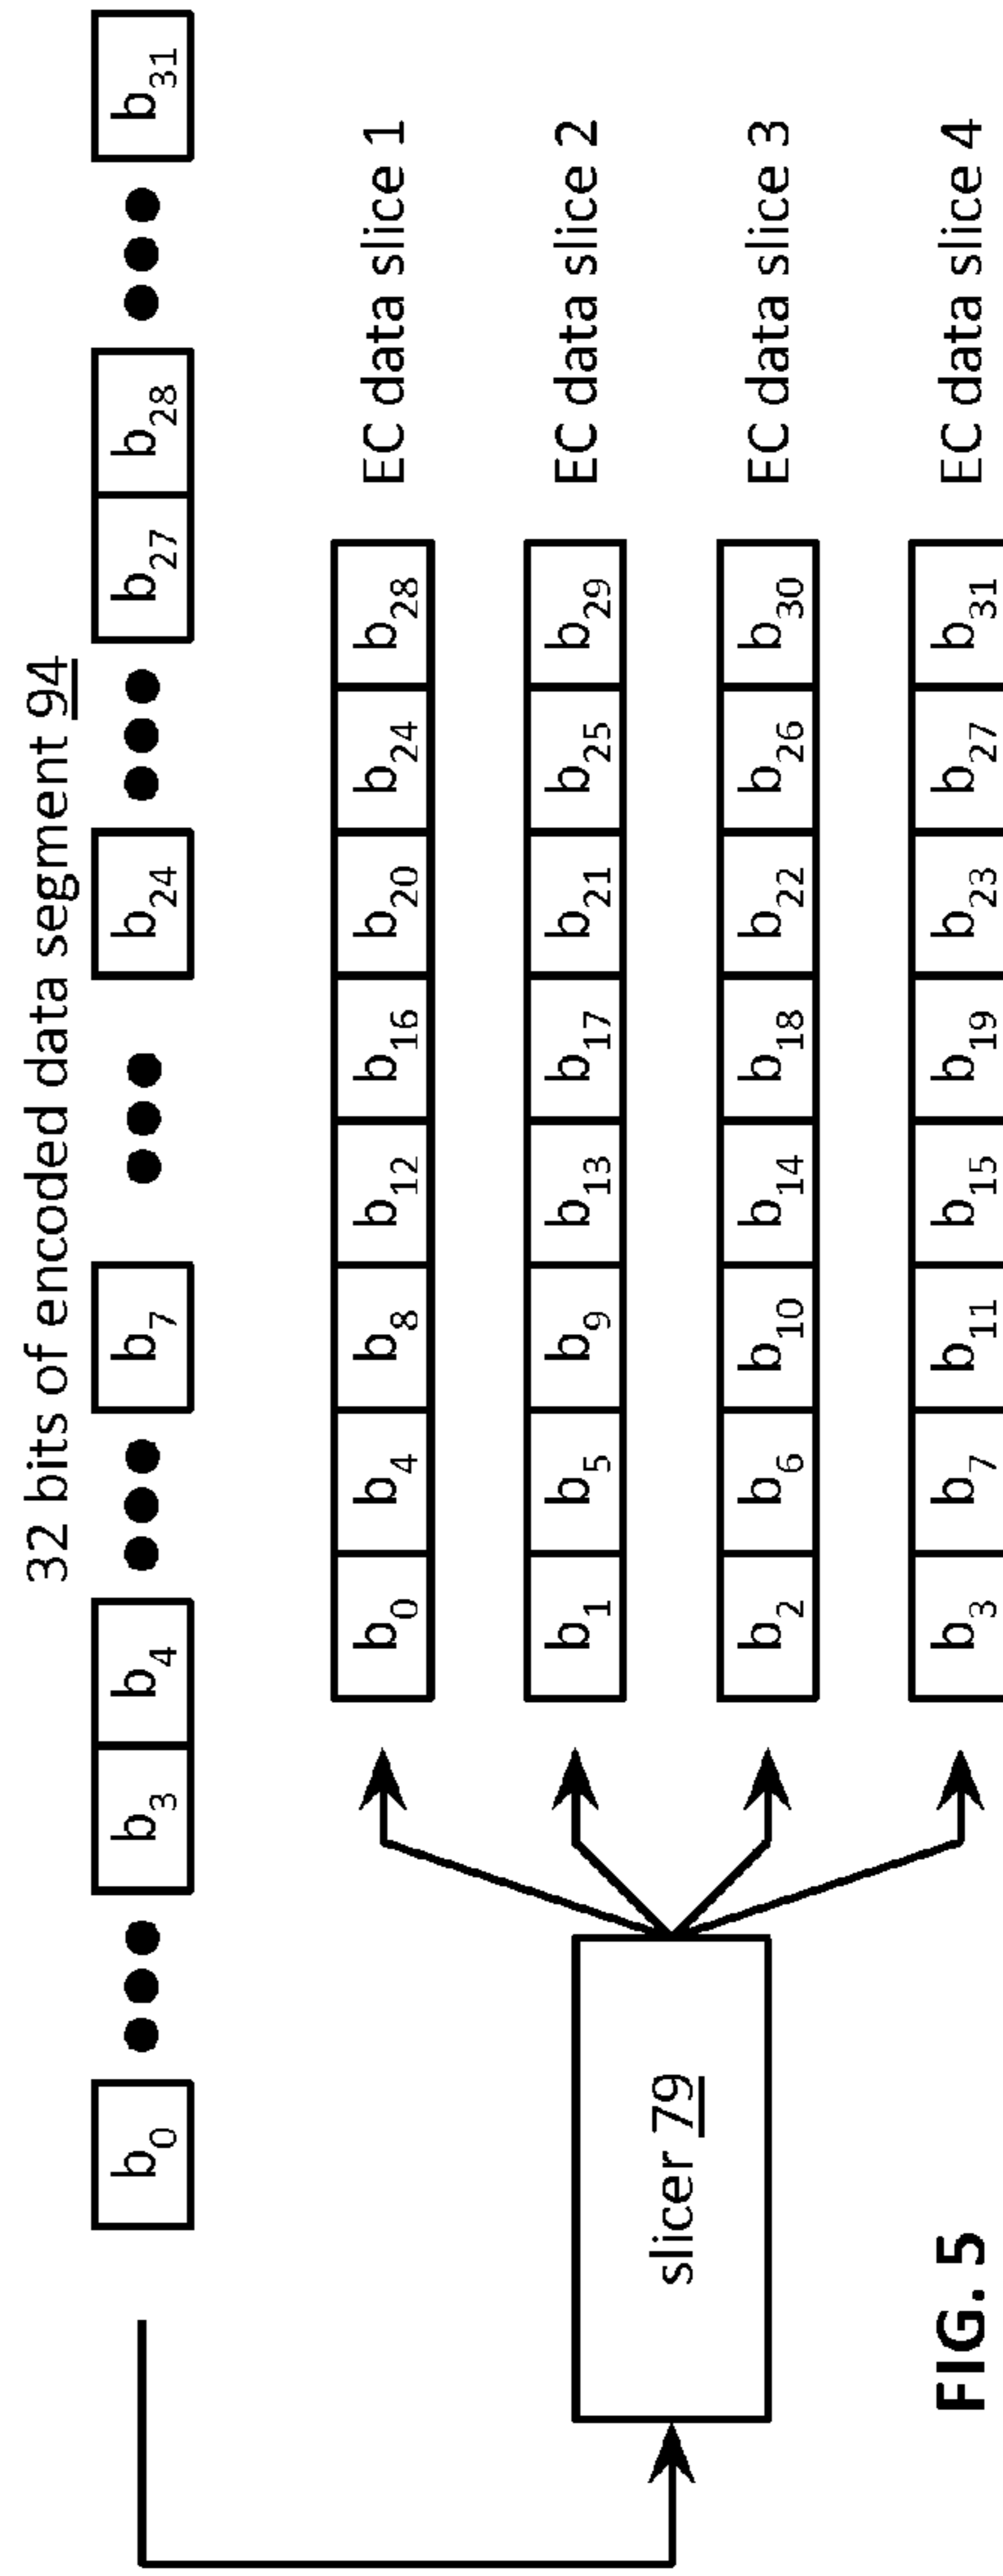 32 bits of encoded data segment 94
b0 b3 b4 b7 b24 b27 b28 b31
slicer 79
b0 b4 b8 b12 b16 b20 b24 b28 EC data slice 1
b1 b5 b9 b13 b17 b21 b25 b29 EC data slice 2
b2 b6 b10 b14 b18 b22 b26 b30 EC data slice 3
b3 b7 b11 b15 b19 b23 b27 b31 EC data slice 4
FIG. 5